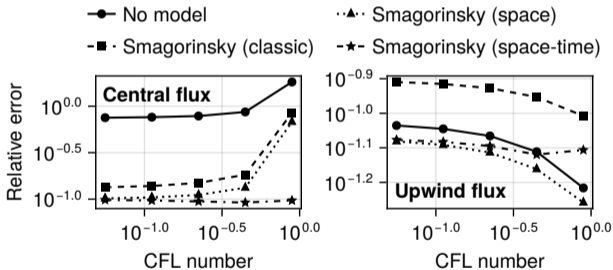 No model
Smagorinsky (space)
Smagorinsky (classic)
Smagorinsky (space-time)
Relative error
Central flux
10^0.0
10^−0.5
10^−1.0
10^−1.0 10^−0.5 10^0.0
CFL number
Upwind flux
10^−0.9
10^−1.0
10^−1.1
10^−1.2
10^−1.0 10^−0.5 10^0.0
CFL number